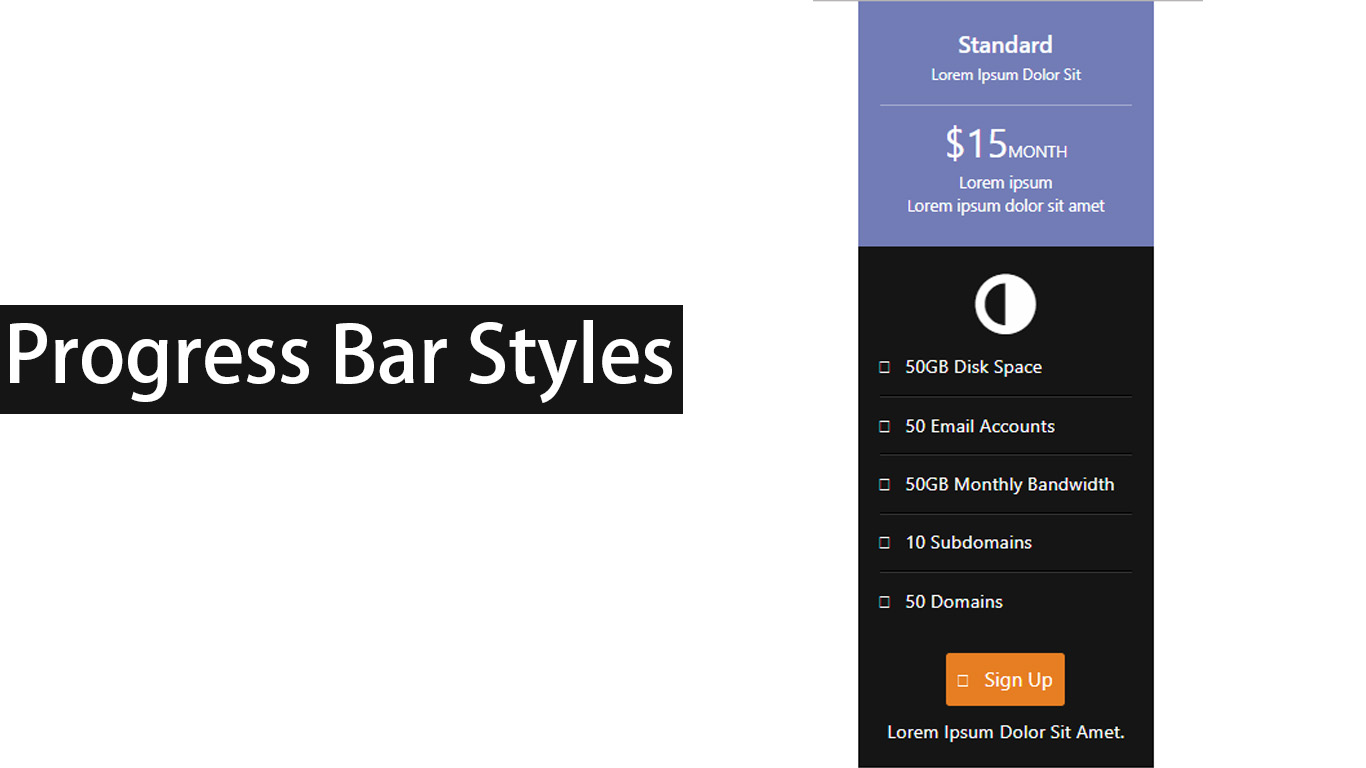 Progress Bar Styles
Standard
Lorem Ipsum Dolor Sit
$15MONTH
Lorem ipsum
Lorem ipsum dolor sit amet
50GB Disk Space
50 Email Accounts
50GB Monthly Bandwidth
10 Subdomains
50 Domains
Sign Up
Lorem Ipsum Dolor Sit Amet.